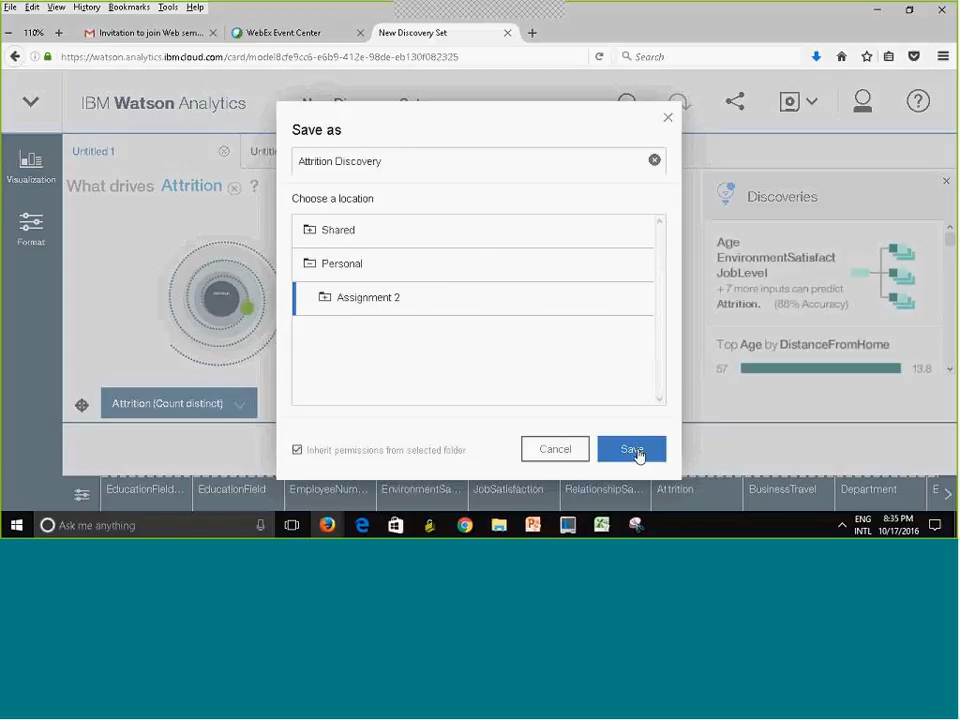 File Edit View History Bookmarks Tools Help
110% Invitation to join Web sem... WebEx Event Center New Discovery Set
https://watson.analytics.ibmcloud.com/card/model8cfe9cc6-e6b9-412e-98de-eb130f082325 Search
IBM Watson Analytics
Save as
Untitled 1
Attrition Discovery
Visualization
What drives Attrition ?
Discoveries
Choose a location
Format
Shared
Age
EnvironmentSatisfact
JobLevel
+ 7 more inputs can predict
Attrition. (88% Accuracy)
Personal
Assignment 2
Top Age by DistanceFromHome
57 13.8
Attrition (Count distinct)
Inherit permissions from selected folder
Cancel
Save
EducationField... EducationField EmployeeNum... EnvironmentSa... JobSatisfaction RelationshipSa... Attrition BusinessTravel Department E
Ask me anything
ENG 8:35 PM
INTL 10/17/2016